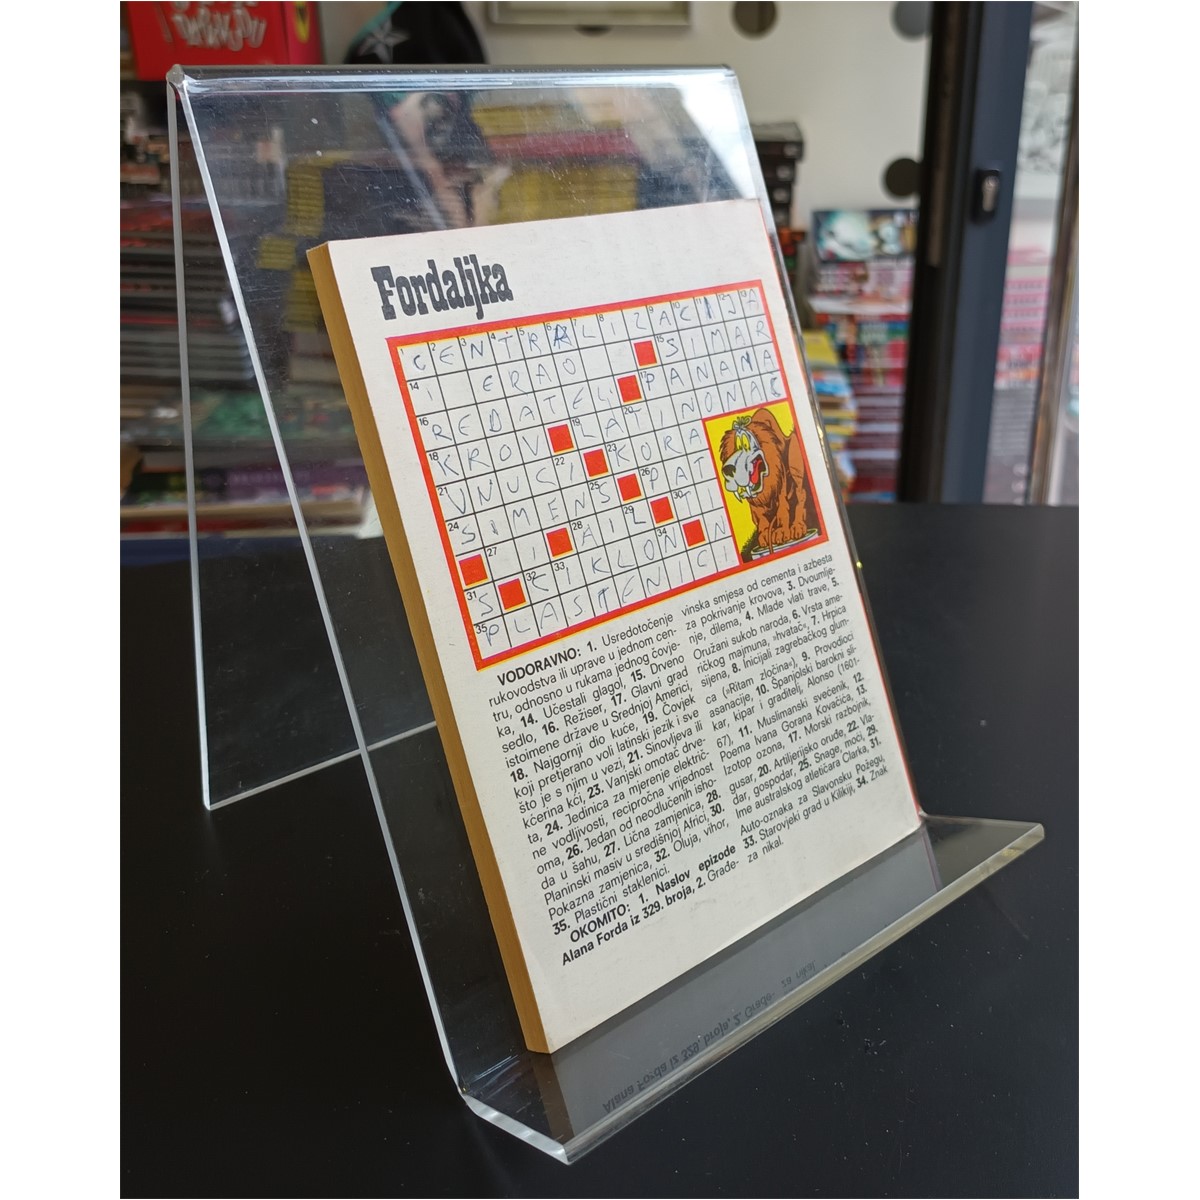 Fordaljka
CENTRALIZACIJA
ERAO SIMAR
REDATELJ PANAMA
KROV LATINONAC
VNUCI KORA
SIMENS PAT
AIL TI
CIKLON
PLASTENICI
VODORAVNO: 1. Usredotočenje
rukovodstva ili uprave u jednom cen-
tru, odnosno u rukama jednog čovje-
ka, 14. Učestali glagol, 15. Drveno
sedlo, 16. Režiser, 17. Glavni grad
istoimene države u Srednjoj Americi,
18. Najgornji dio kuće, 19. Čovjek
koji pretjerano voli latinski jezik i sve
što je s njim u vezi, 21. Sinovljeva ili
kćerina kći, 23. Vanjski omotač drve-
ta, 24. Jedinica za mjerenje električ-
ne vodljivosti, recipročna vrijednost
oma, 26. Jedan od neodlučenih isho-
da u šahu, 27. Lična zamjenica, 28.
Planinski masiv u središnjoj Africi, 30.
Pokazna zamjenica, 32. Oluja, vihor,
35. Plastični staklenici.
OKOMITO: 1. Naslov epizode
Alana Forda iz 329. broja, 2. Građe-
vinska smjesa od cementa i azbesta
za pokrivanje krovova, 3. Dvoumlje-
nje, dilema, 4. Mlade vlati trave, 5.
Oružani sukob naroda, 6. Vrsta ame-
ričkog majmuna, »hvatač«, 7. Hrpica
sijena, 8. Inicijali zagrebačkog glum-
ca (»Ritam zločina«), 9. Provodioci
asanacije, 10. Španjolski barokni sli-
kar, kipar i graditelj, Alonso (1601-
67), 11. Muslimanski svećenik, 12.
Poema Ivana Gorana Kovačića, 13.
Izotop ozona, 17. Morski razbojnik,
gusar, 20. Artiljerijsko oruđe, 22. Vla-
dar, gospodar, 25. Snage, moći, 29.
Ime australskog atletičara Clarka, 31.
Auto-oznaka za Slavonsku Požegu,
33. Starovjeki grad u Kilikiji, 34. Znak
za nikal.